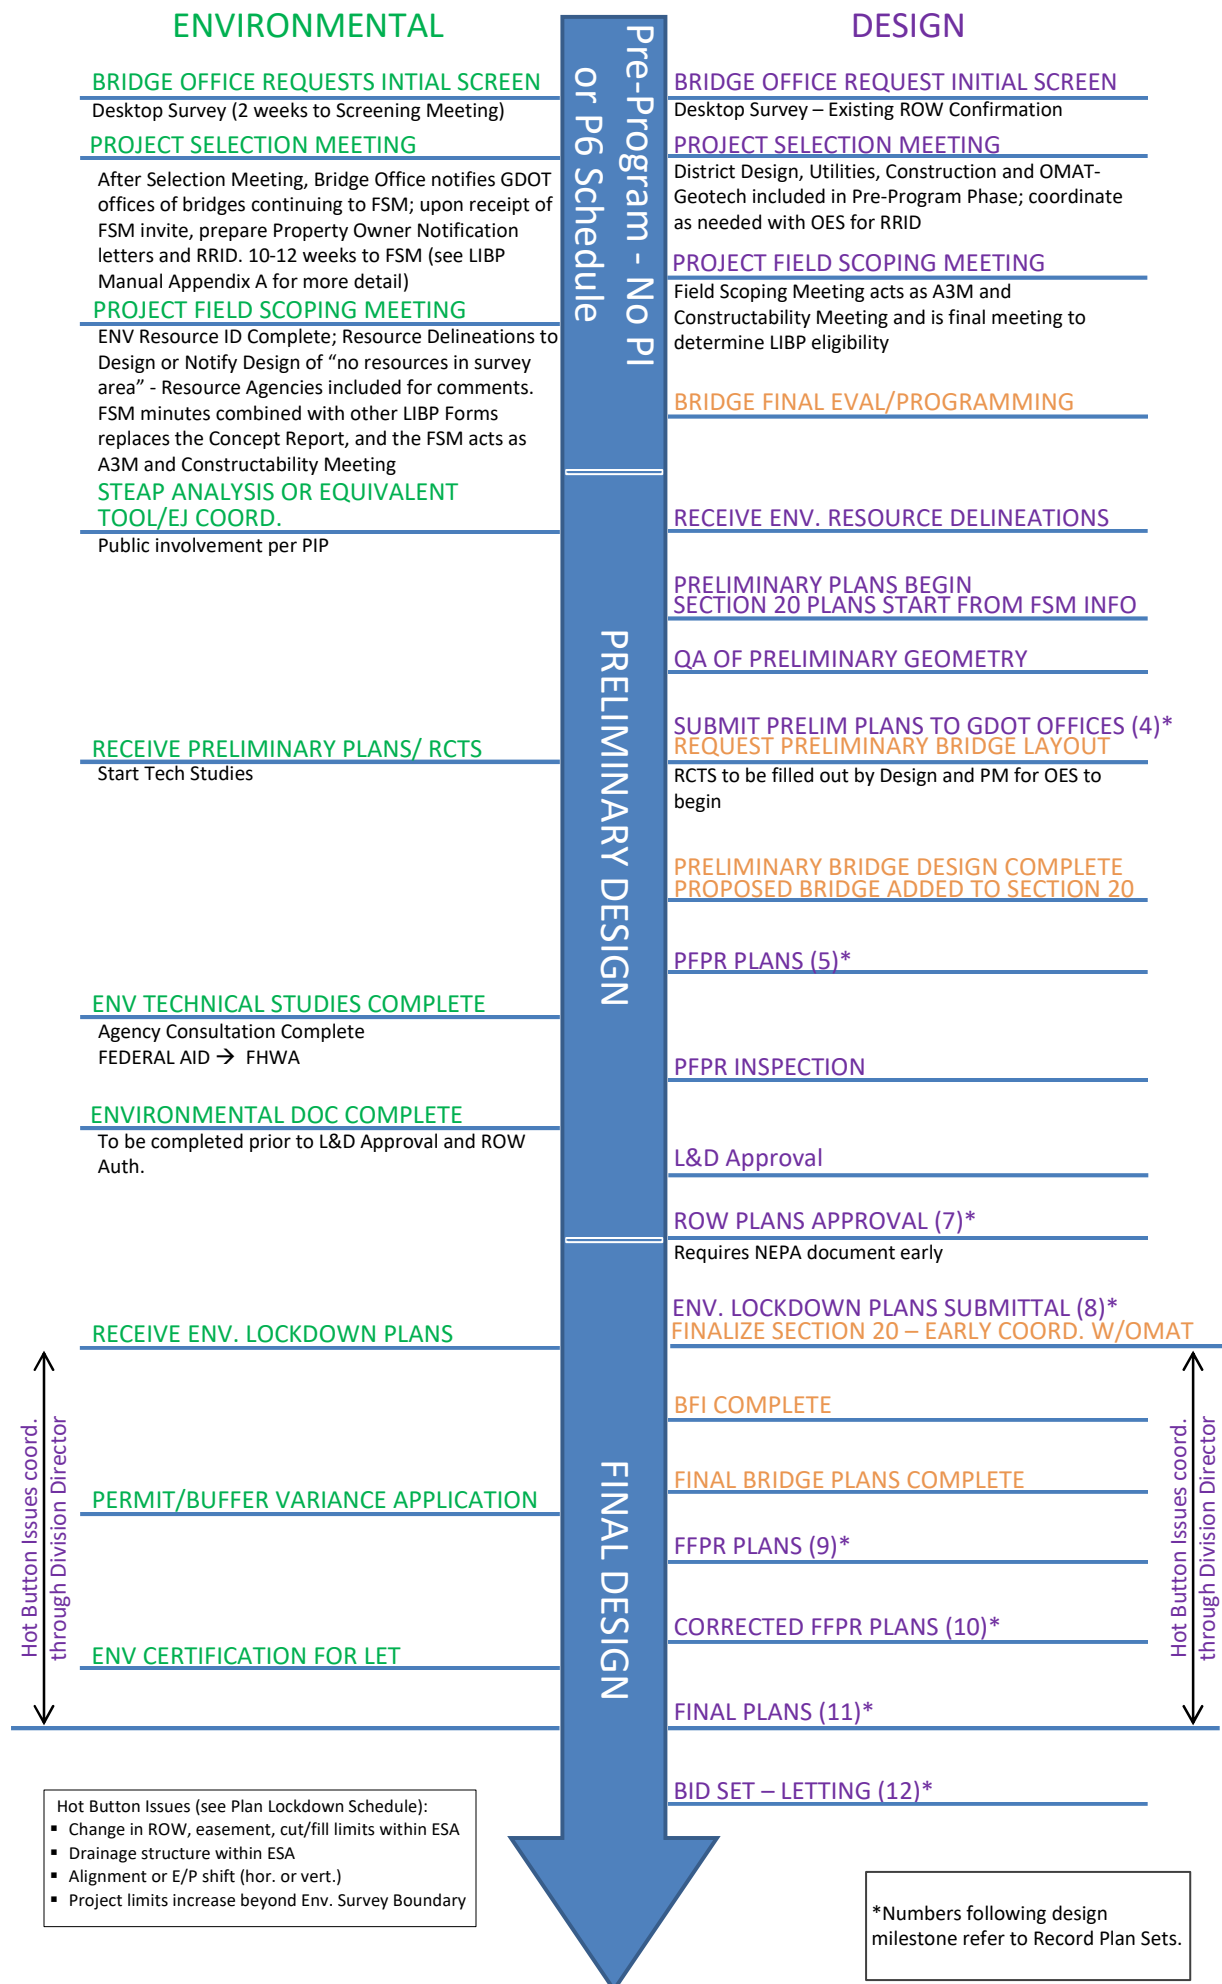 ENVIRONMENTAL
BRIDGE OFFICE REQUESTS INTIAL SCREEN
Desktop Survey (2 weeks to Screening Meeting)
PROJECT SELECTION MEETING
After Selection Meeting, Bridge Office notifies GDOT
offices of bridges continuing to FSM; upon receipt of
FSM invite, prepare Property Owner Notification
letters and RRID. 10-12 weeks to FSM (see LIBP
Manual Appendix A for more detail)
PROJECT FIELD SCOPING MEETING
ENV Resource ID Complete; Resource Delineations to
Design or Notify Design of “no resources in survey
area” - Resource Agencies included for comments.
FSM minutes combined with other LIBP Forms
replaces the Concept Report, and the FSM acts as
A3M and Constructability Meeting
STEAP ANALYSIS OR EQUIVALENT
TOOL/EJ COORD.
Public involvement per PIP
RECEIVE PRELIMINARY PLANS/ RCTS
Start Tech Studies
ENV TECHNICAL STUDIES COMPLETE
Agency Consultation Complete
FEDERAL AID → FHWA
ENVIRONMENTAL DOC COMPLETE
To be completed prior to L&D Approval and ROW
Auth.
RECEIVE ENV. LOCKDOWN PLANS
Hot Button Issues coord.
through Division Director
PERMIT/BUFFER VARIANCE APPLICATION
ENV CERTIFICATION FOR LET
Hot Button Issues (see Plan Lockdown Schedule):
▪ Change in ROW, easement, cut/fill limits within ESA
▪ Drainage structure within ESA
▪ Alignment or E/P shift (hor. or vert.)
▪ Project limits increase beyond Env. Survey Boundary
Pre-Program - No PI
or P6 Schedule
PRELIMINARY DESIGN
FINAL DESIGN
DESIGN
BRIDGE OFFICE REQUEST INITIAL SCREEN
Desktop Survey – Existing ROW Confirmation
PROJECT SELECTION MEETING
District Design, Utilities, Construction and OMAT-
Geotech included in Pre-Program Phase; coordinate
as needed with OES for RRID
PROJECT FIELD SCOPING MEETING
Field Scoping Meeting acts as A3M and
Constructability Meeting and is final meeting to
determine LIBP eligibility
BRIDGE FINAL EVAL/PROGRAMMING
RECEIVE ENV. RESOURCE DELINEATIONS
PRELIMINARY PLANS BEGIN
SECTION 20 PLANS START FROM FSM INFO
QA OF PRELIMINARY GEOMETRY
SUBMIT PRELIM PLANS TO GDOT OFFICES (4)*
REQUEST PRELIMINARY BRIDGE LAYOUT
RCTS to be filled out by Design and PM for OES to
begin
PRELIMINARY BRIDGE DESIGN COMPLETE
PROPOSED BRIDGE ADDED TO SECTION 20
PFPR PLANS (5)*
PFPR INSPECTION
L&D Approval
ROW PLANS APPROVAL (7)*
Requires NEPA document early
ENV. LOCKDOWN PLANS SUBMITTAL (8)*
FINALIZE SECTION 20 – EARLY COORD. W/OMAT
BFI COMPLETE
FINAL BRIDGE PLANS COMPLETE
FFPR PLANS (9)*
CORRECTED FFPR PLANS (10)*
FINAL PLANS (11)*
Hot Button Issues coord.
through Division Director
BID SET – LETTING (12)*
*Numbers following design
milestone refer to Record Plan Sets.